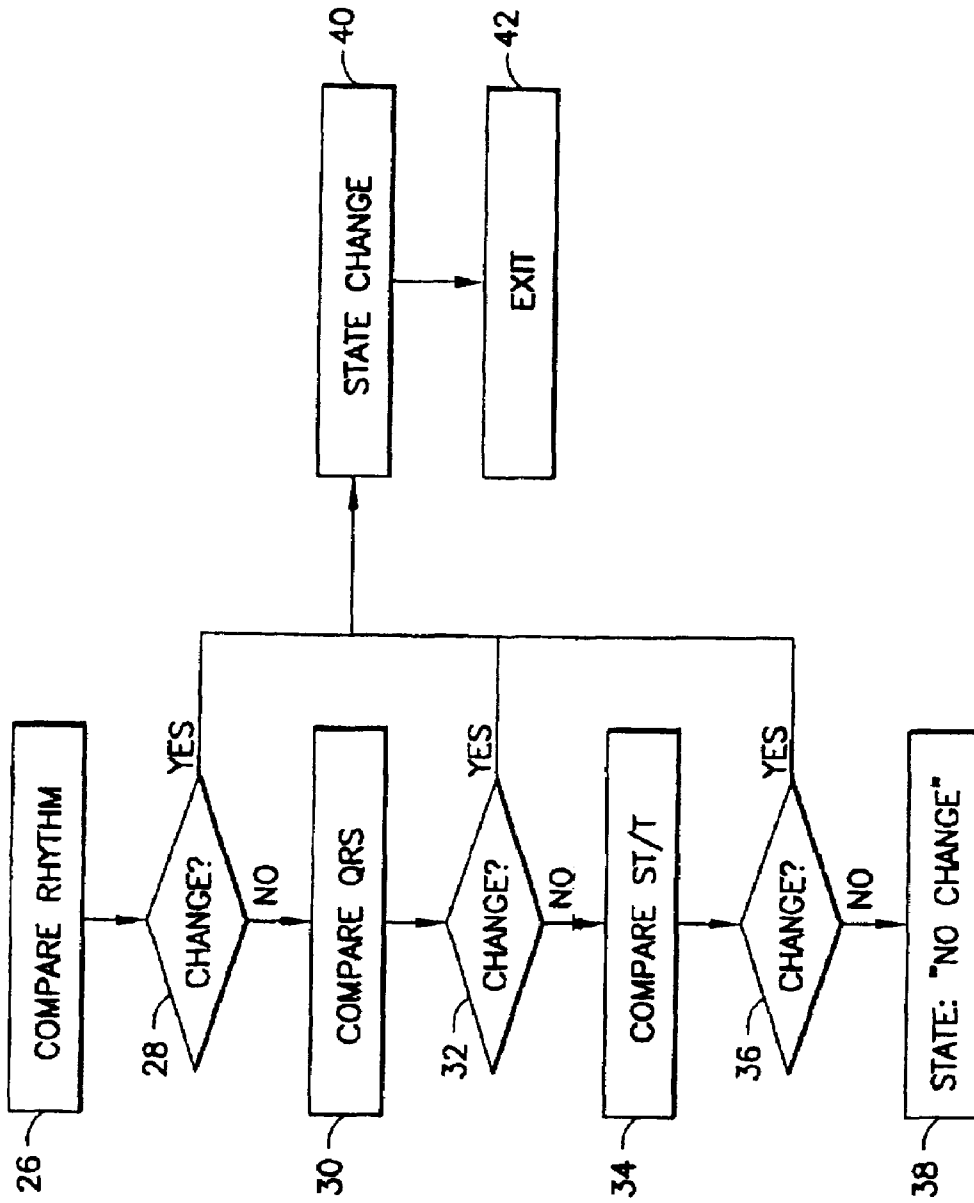 26
COMPARE RHYTHM
28
CHANGE?
YES
NO
30
COMPARE QRS
32
CHANGE?
YES
NO
34
COMPARE ST/T
36
CHANGE?
YES
NO
38
STATE: "NO CHANGE"
STATE CHANGE
40
EXIT
42